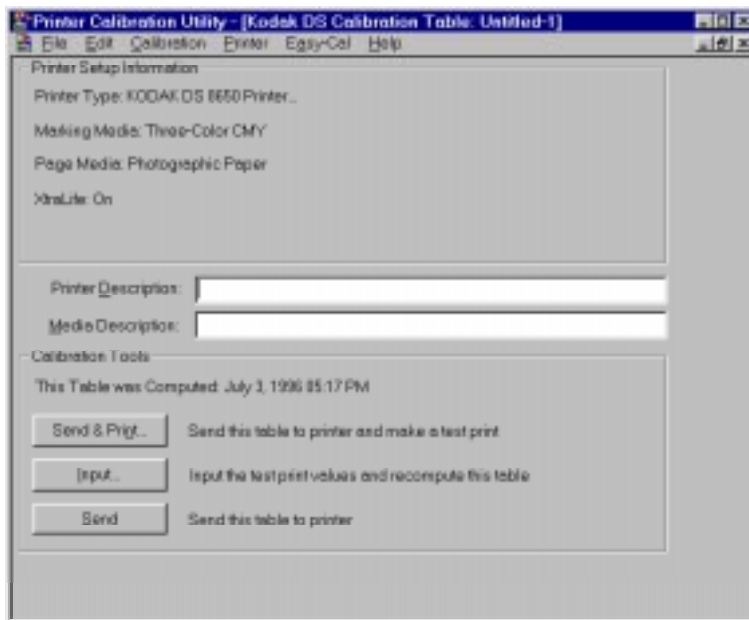 Printer Calibration Utility - [Kodak DS Calibration Table: Untitled-1]
File Edit Calibration Printer Easy-Cal Help
Printer Setup Information
Printer Type: KODAK DS 8650 Printer...
Marking Media: Three-Color CMY
Page Media: Photographic Paper
XtraLife: On
Printer Description:
Media Description:
Calibration Tools
This Table was Computed: July 3, 1996 05:17 PM
Send & Print... Send this table to printer and make a test print
Input... Input the test print values and recompute this table
Send Send this table to printer